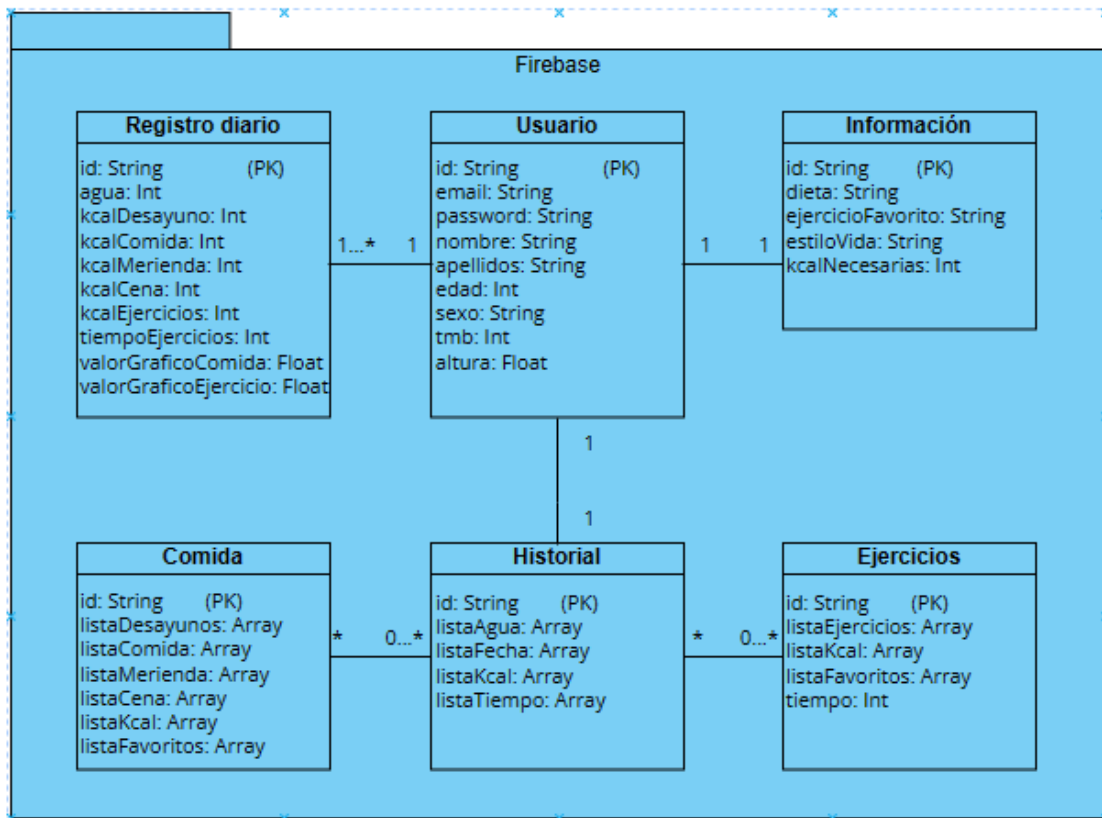 Firebase
Registro diario
id: String (PK)
agua: Int
kcalDesayuno: Int
kcalComida: Int
kcalMerienda: Int
kcalCena: Int
kcalEjercicios: Int
tiempoEjercicios: Int
valorGraficoComida: Float
valorGraficoEjercicio: Float
1...* 1
Usuario
id: String (PK)
email: String
password: String
nombre: String
apellidos: String
edad: Int
sexo: String
tmb: Int
altura: Float
1 1
Información
id: String (PK)
dieta: String
ejercicioFavorito: String
estiloVida: String
kcalNecesarias: Int
1
1
Comida
id: String (PK)
listaDesayunos: Array
listaComida: Array
listaMerienda: Array
listaCena: Array
listaKcal: Array
listaFavoritos: Array
* 0...*
Historial
id: String (PK)
listaAgua: Array
listaFecha: Array
listaKcal: Array
listaTiempo: Array
* 0...*
Ejercicios
id: String (PK)
listaEjercicios: Array
listaKcal: Array
listaFavoritos: Array
tiempo: Int